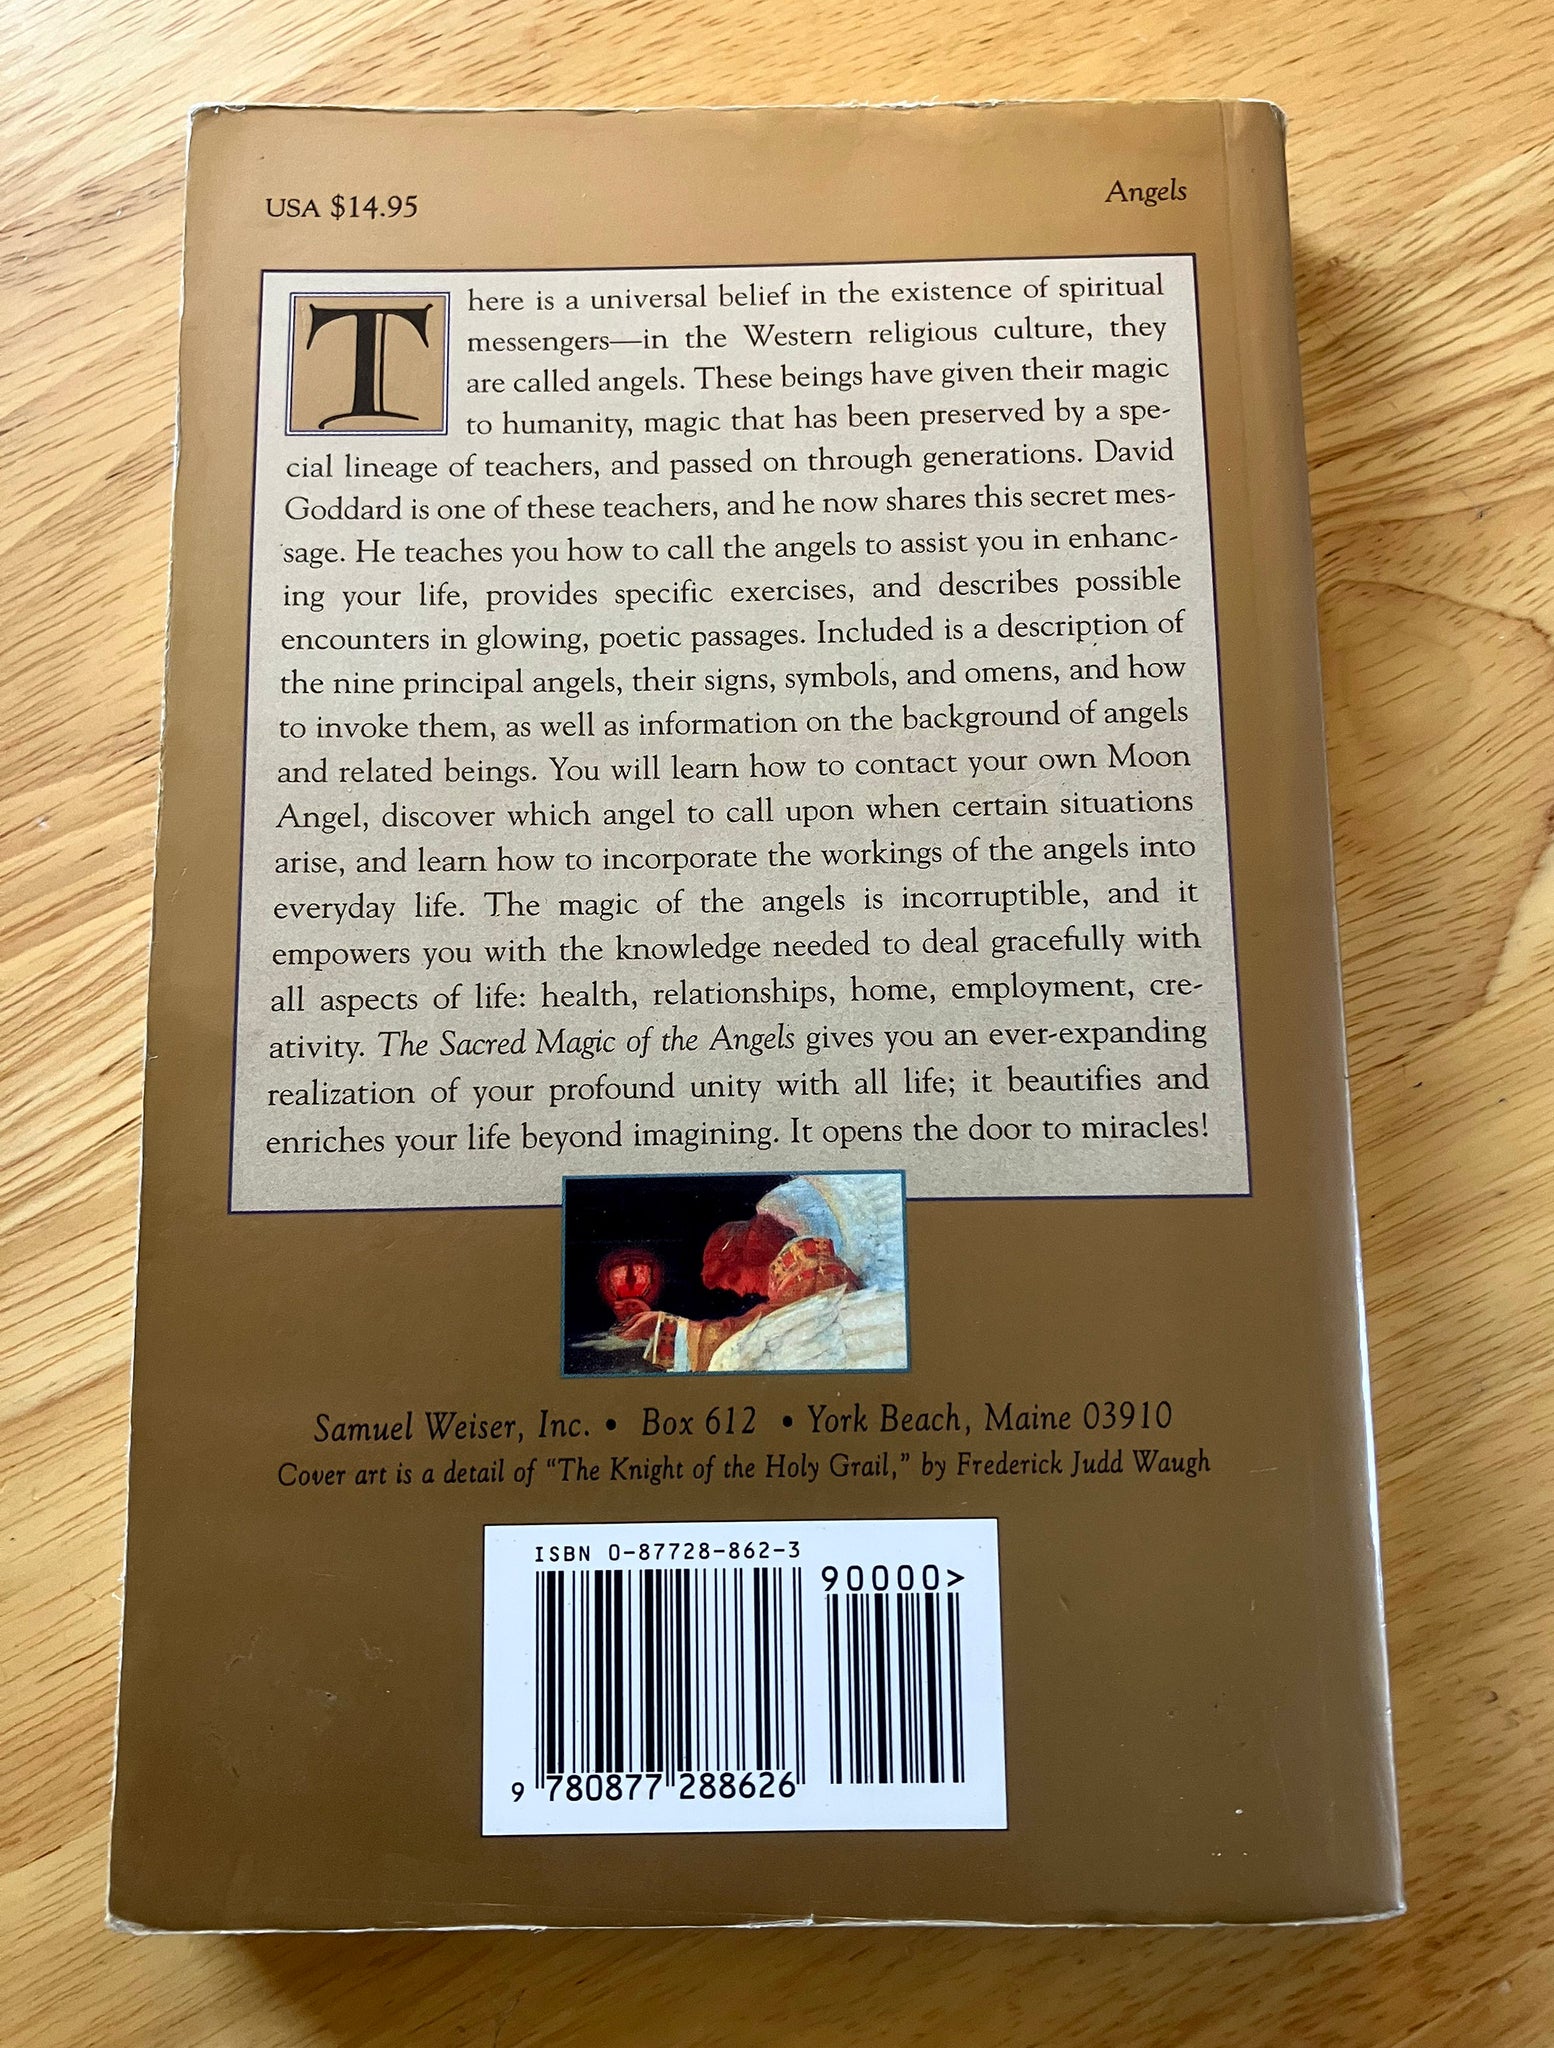 USA $14.95
Angels
There is a universal belief in the existence of spiritual
messengers—in the Western religious culture, they
are called angels. These beings have given their magic
to humanity, magic that has been preserved by a spe-
cial lineage of teachers, and passed on through generations. David
Goddard is one of these teachers, and he now shares this secret mes-
sage. He teaches you how to call the angels to assist you in enhanc-
ing your life, provides specific exercises, and describes possible
encounters in glowing, poetic passages. Included is a description of
the nine principal angels, their signs, symbols, and omens, and how
to invoke them, as well as information on the background of angels
and related beings. You will learn how to contact your own Moon
Angel, discover which angel to call upon when certain situations
arise, and learn how to incorporate the workings of the angels into
everyday life. The magic of the angels is incorruptible, and it
empowers you with the knowledge needed to deal gracefully with
all aspects of life: health, relationships, home, employment, cre-
ativity. The Sacred Magic of the Angels gives you an ever-expanding
realization of your profound unity with all life; it beautifies and
enriches your life beyond imagining. It opens the door to miracles!
Samuel Weiser, Inc. • Box 612 • York Beach, Maine 03910
Cover art is a detail of “The Knight of the Holy Grail,” by Frederick Judd Waugh
ISBN 0-87728-862-3
90000>
9 780877 288626